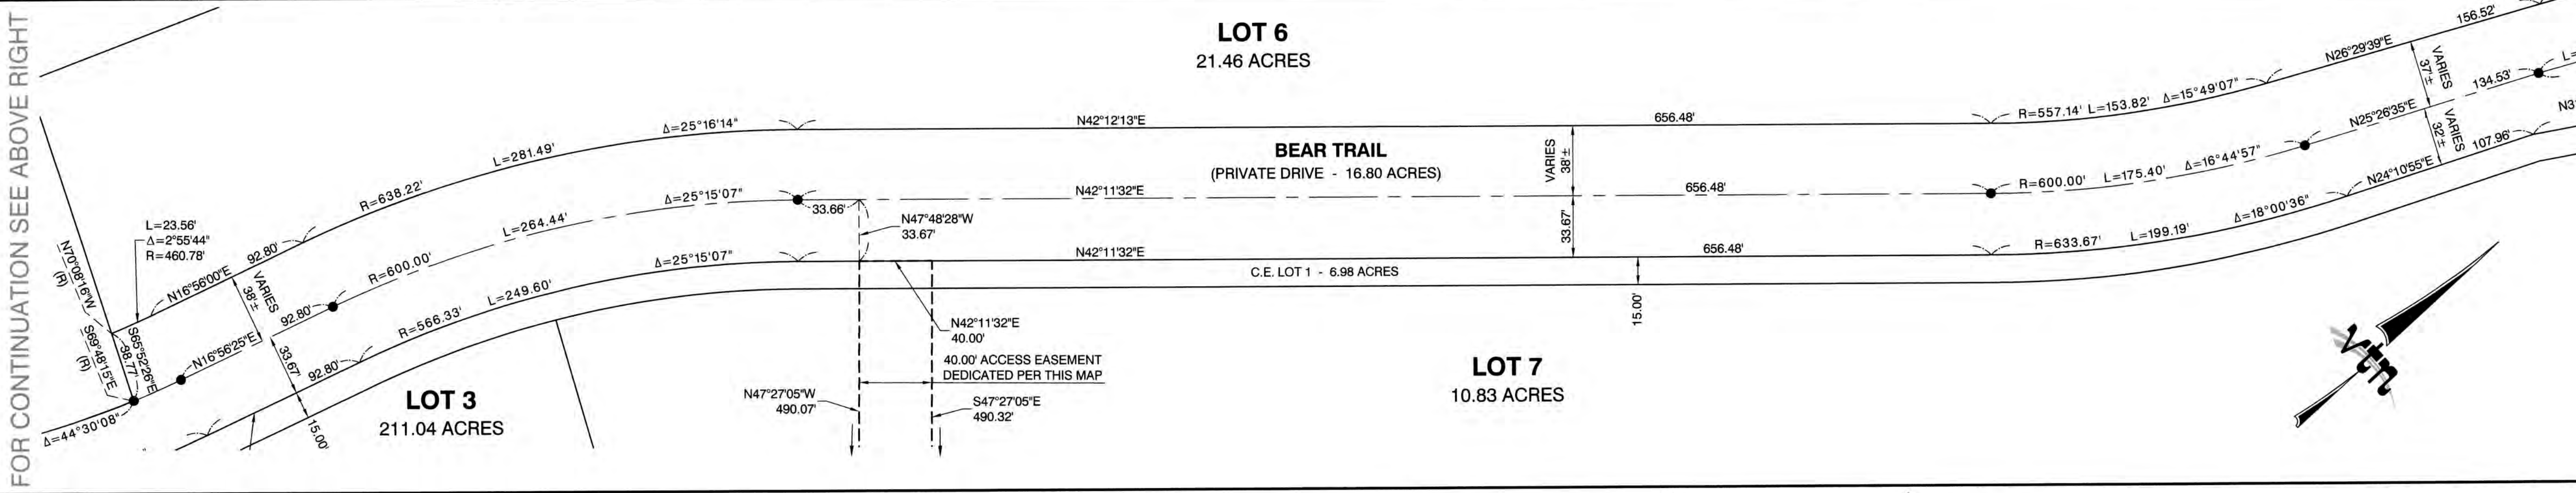 FOR CONTINUATION SEE ABOVE RIGHT
LOT 6
21.46 ACRES
156.52'
N26°29'39"E
VARIES
37'±
134.53'
L=
Δ=25°16'14"
N42°12'13"E
656.48'
R=557.14' L=153.82' Δ=15°49'07"
L=281.49'
R=638.22'
BEAR TRAIL
(PRIVATE DRIVE - 16.80 ACRES)
VARIES
38'±
N25°26'35"E
VARIES
32'±
107.96'
N3
Δ=25°15'07"
33.66'
N42°11'32"E
656.48'
R=600.00' L=175.40' Δ=16°44'57"
N24°10'55"E
L=264.44'
R=600.00'
N47°48'28"W
33.67'
33.67'
L=23.56'
Δ=2°55'44"
R=460.78'
92.80'
N16°56'00"E
VARIES
38'±
N70°08'16"W
(R)
S69°48'15"E
(R)
S65°52'26"E
38.77'
N16°56'25"E
92.80'
33.67'
Δ=25°15'07"
N42°11'32"E
656.48'
R=633.67' L=199.19' Δ=18°00'36"
L=249.60'
R=566.33'
92.80'
C.E. LOT 1 - 6.98 ACRES
15.00'
N42°11'32"E
40.00'
40.00' ACCESS EASEMENT
DEDICATED PER THIS MAP
N47°27'05"W
490.07'
S47°27'05"E
490.32'
LOT 3
211.04 ACRES
15.00'
LOT 7
10.83 ACRES
Δ=44°30'08"
vtn